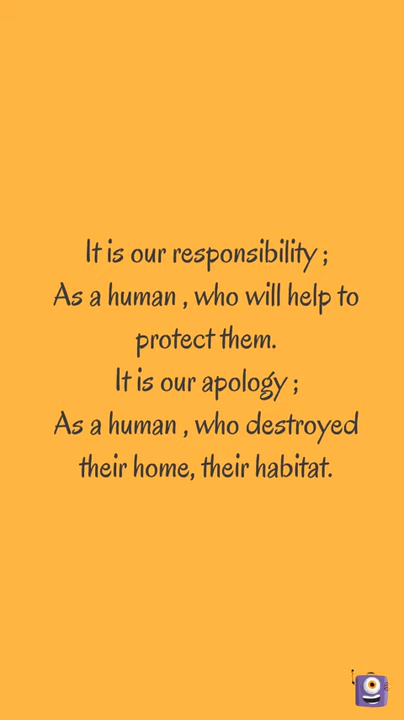 It is our responsibility ;
As a human , who will help to
protect them.
It is our apology ;
As a human , who destroyed
their home, their habitat.